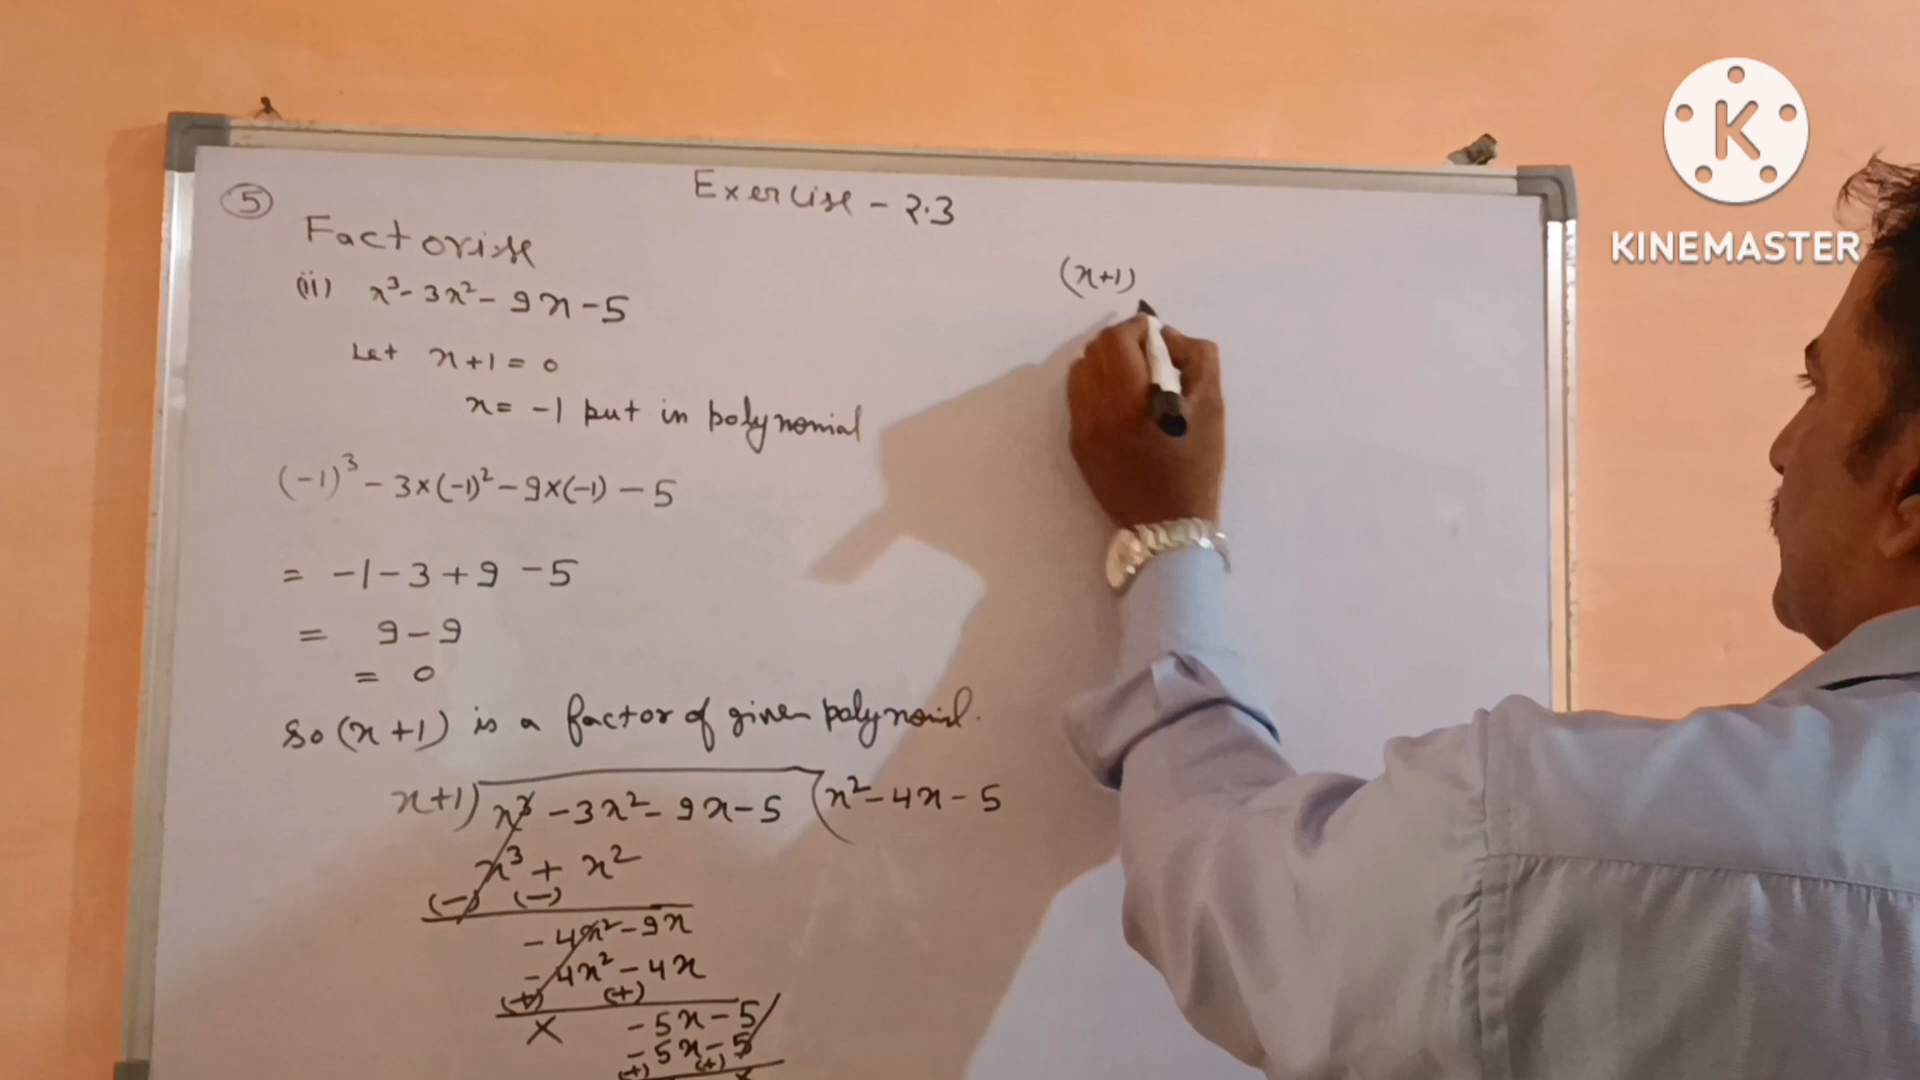 Exercise - 2.3
5
Factorise
(ii) x³- 3x²- 9x -5
Let x+1 = 0
x = -1 put in polynomial
(-1)³ - 3×(-1)² - 9×(-1) - 5
= -1 - 3 + 9 - 5
= 9 - 9
= 0
So (x+1) is a factor of given polynomial.
x+1) x³ - 3x² - 9x - 5 (x² - 4x - 5
x³ + x²
(-) (-)
- 4x² - 9x
- 4x² - 4x
(+) (+)
× - 5x - 5
- 5x - 5
(+) (+)
×
(x+1)
K
KINEMASTER